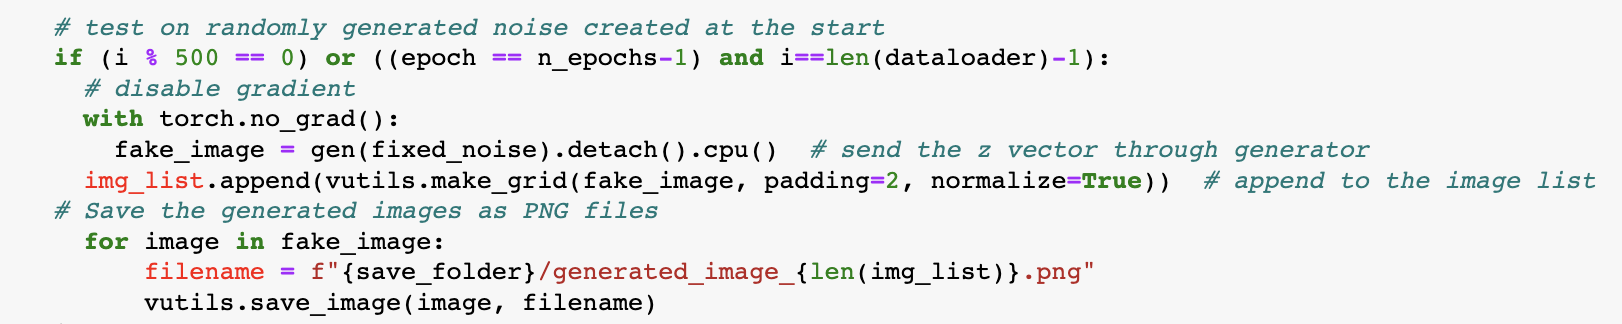 # test on randomly generated noise created at the start
if (i % 500 == 0) or ((epoch == n_epochs-1) and i==len(dataloader)-1):
# disable gradient
with torch.no_grad():
fake_image = gen(fixed_noise).detach().cpu()  # send the z vector through generator
img_list.append(vutils.make_grid(fake_image, padding=2, normalize=True))  # append to the image list
# Save the generated images as PNG files
for image in fake_image:
filename = f"{save_folder}/generated_image_{len(img_list)}.png"
vutils.save_image(image, filename)